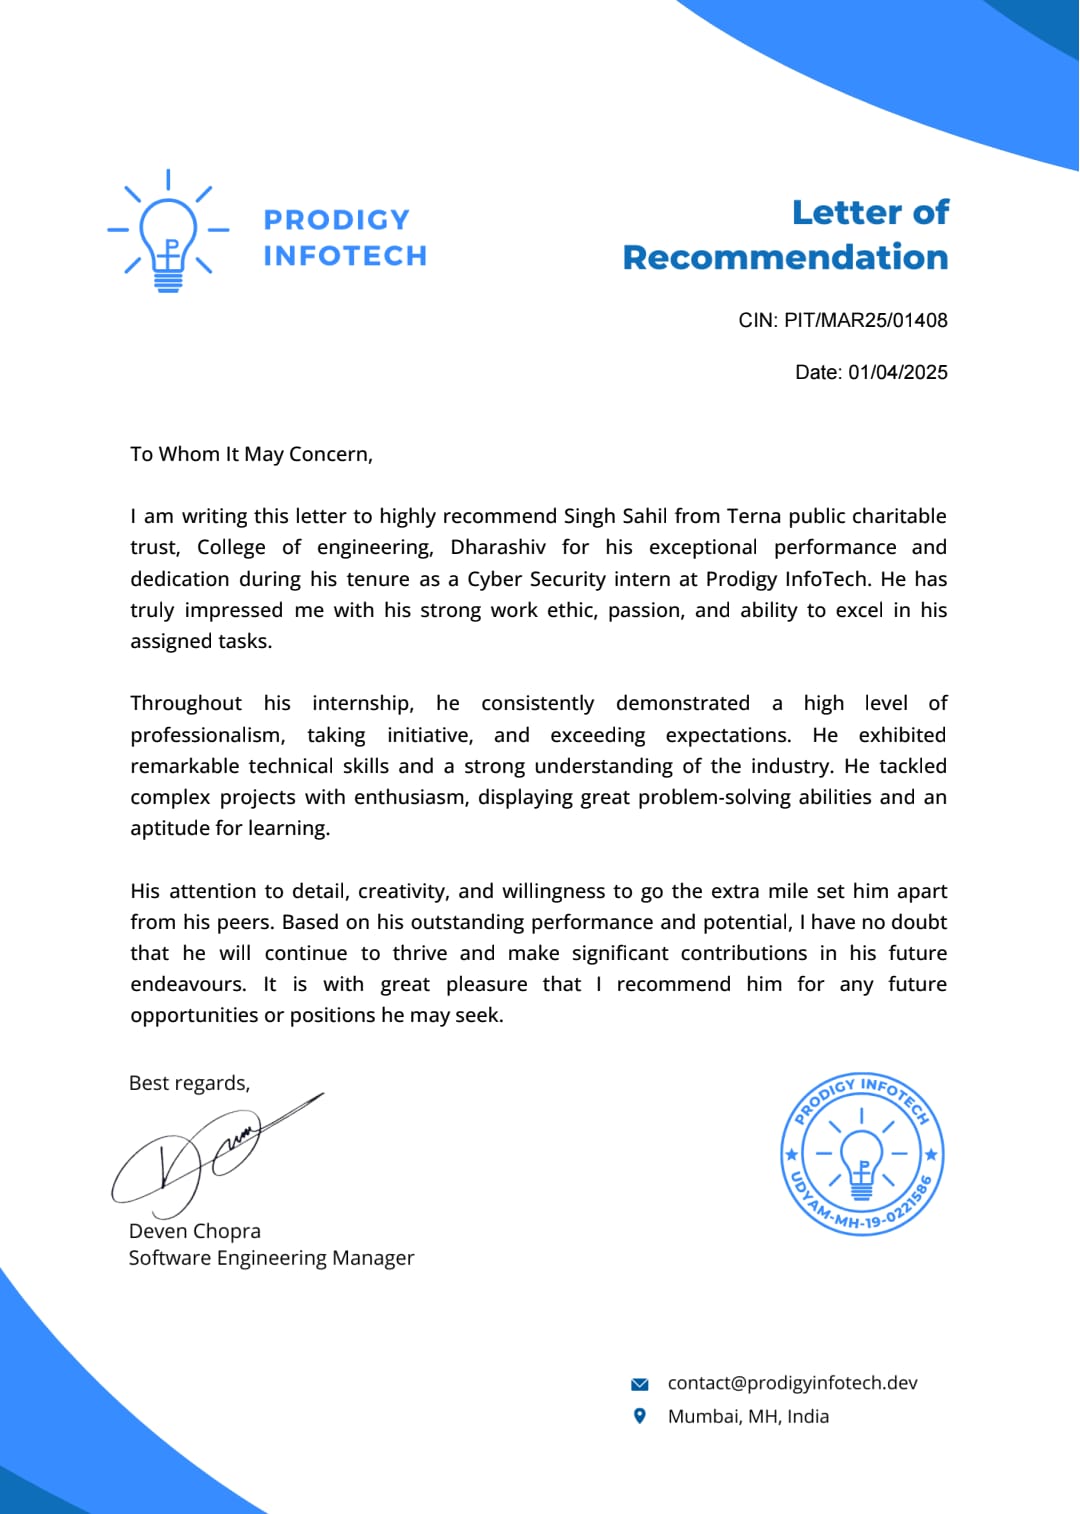 PRODIGY
INFOTECH
Letter of
Recommendation
CIN: PIT/MAR25/01408
Date: 01/04/2025
To Whom It May Concern,
I am writing this letter to highly recommend Singh Sahil from Terna public charitable
trust, College of engineering, Dharashiv for his exceptional performance and
dedication during his tenure as a Cyber Security intern at Prodigy InfoTech. He has
truly impressed me with his strong work ethic, passion, and ability to excel in his
assigned tasks.
Throughout his internship, he consistently demonstrated a high level of
professionalism, taking initiative, and exceeding expectations. He exhibited
remarkable technical skills and a strong understanding of the industry. He tackled
complex projects with enthusiasm, displaying great problem-solving abilities and an
aptitude for learning.
His attention to detail, creativity, and willingness to go the extra mile set him apart
from his peers. Based on his outstanding performance and potential, I have no doubt
that he will continue to thrive and make significant contributions in his future
endeavours. It is with great pleasure that I recommend him for any future
opportunities or positions he may seek.
Best regards,
Deven Chopra
Software Engineering Manager
PRODIGY INFOTECH
UDYAM-MH-19-0221586
contact@prodigyinfotech.dev
Mumbai, MH, India